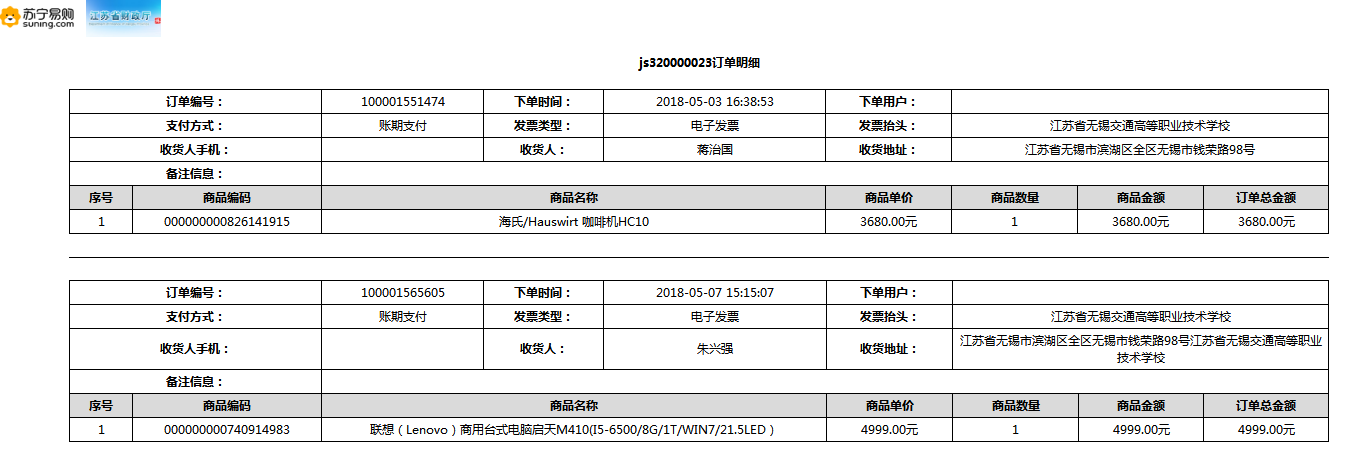 苏宁易购
suning.com
江苏省财政厅
js320000023订单明细
订单编号： 100001551474 下单时间： 2018-05-03 16:38:53 下单用户：
支付方式： 账期支付 发票类型： 电子发票 发票抬头： 江苏省无锡交通高等职业技术学校
收货人手机： 收货人： 蒋治国 收货地址： 江苏省无锡市滨湖区全区无锡市钱荣路98号
备注信息：
序号 商品编码 商品名称 商品单价 商品数量 商品金额 订单总金额
1 000000000826141915 海氏/Hauswirt 咖啡机HC10 3680.00元 1 3680.00元 3680.00元
订单编号： 100001565605 下单时间： 2018-05-07 15:15:07 下单用户：
支付方式： 账期支付 发票类型： 电子发票 发票抬头： 江苏省无锡交通高等职业技术学校
收货人手机： 收货人： 朱兴强 收货地址： 江苏省无锡市滨湖区全区无锡市钱荣路98号江苏省无锡交通高等职业
技术学校
备注信息：
序号 商品编码 商品名称 商品单价 商品数量 商品金额 订单总金额
1 000000000740914983 联想（Lenovo）商用台式电脑启天M410(I5-6500/8G/1T/WIN7/21.5LED ） 4999.00元 1 4999.00元 4999.00元